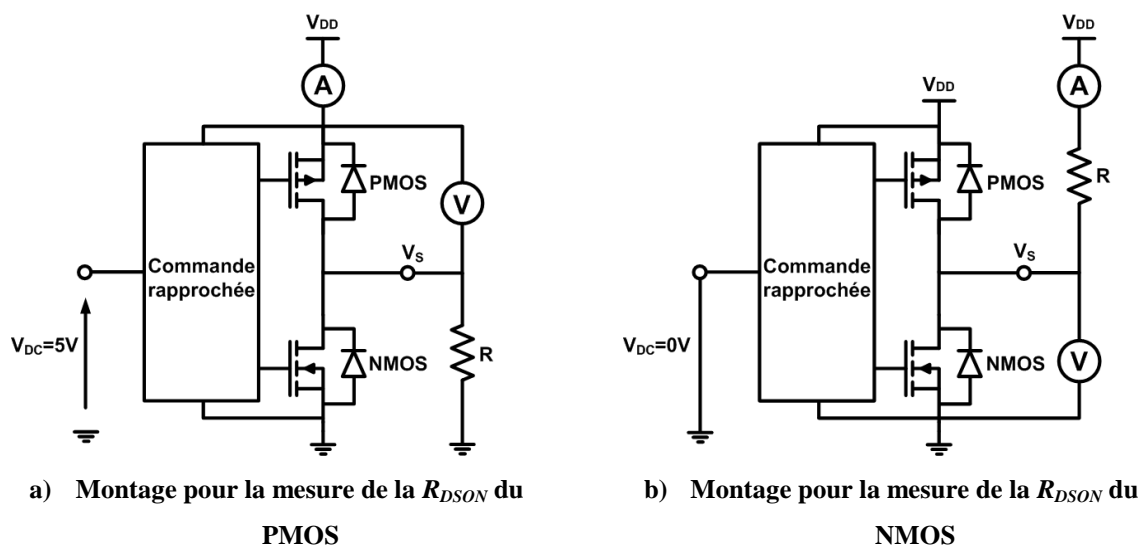 VDD
A
PMOS
V
Commande
rapprochée
VS
VDC=5V
NMOS
R
a) Montage pour la mesure de la RDSON du
PMOS
VDD
A
VDD
R
PMOS
Commande
rapprochée
VS
VDC=0V
NMOS
V
b) Montage pour la mesure de la RDSON du
NMOS